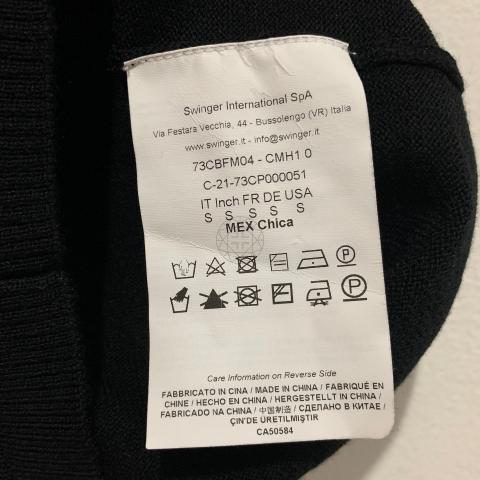 Swinger International SpA
Via Festara Vecchia, 44 - Bussolengo (VR) Italia
www.swinger.it - info@swinger.it
73CBFM04 - CMH1 0
C-21-73CP000051
IT Inch FR DE USA
S S S S S
MEX Chica
P
P
Care Information on Reverse Side
FABBRICATO IN CINA / MADE IN CHINA / FABRIQUÉ EN
CHINE / HECHO EN CHINA / HERGESTELLT IN CHINA /
FABRICADO NA CHINA / 中国制造 / СДЕЛАНО В КИТАЕ /
ÇIN'DE ÜRETILMIŞTIR
CA50584